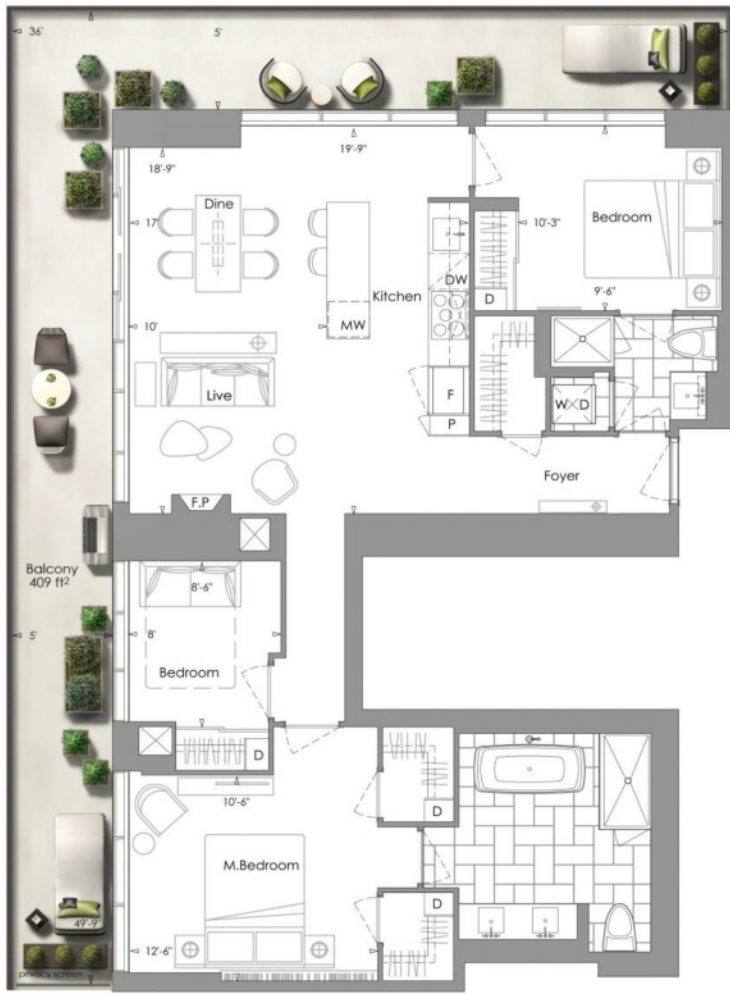 36'
5'
18'-9"
19'-9"
Dine
17'
10'-3"
Bedroom
DW
Kitchen
D
9'-6"
10'
MW
Live
F
W D
P
Foyer
F.P
Balcony
409 ft²
8'-6"
5'
8'
Bedroom
D
10'-6"
D
M.Bedroom
D
49'-9"
12'-6"
privacy screen